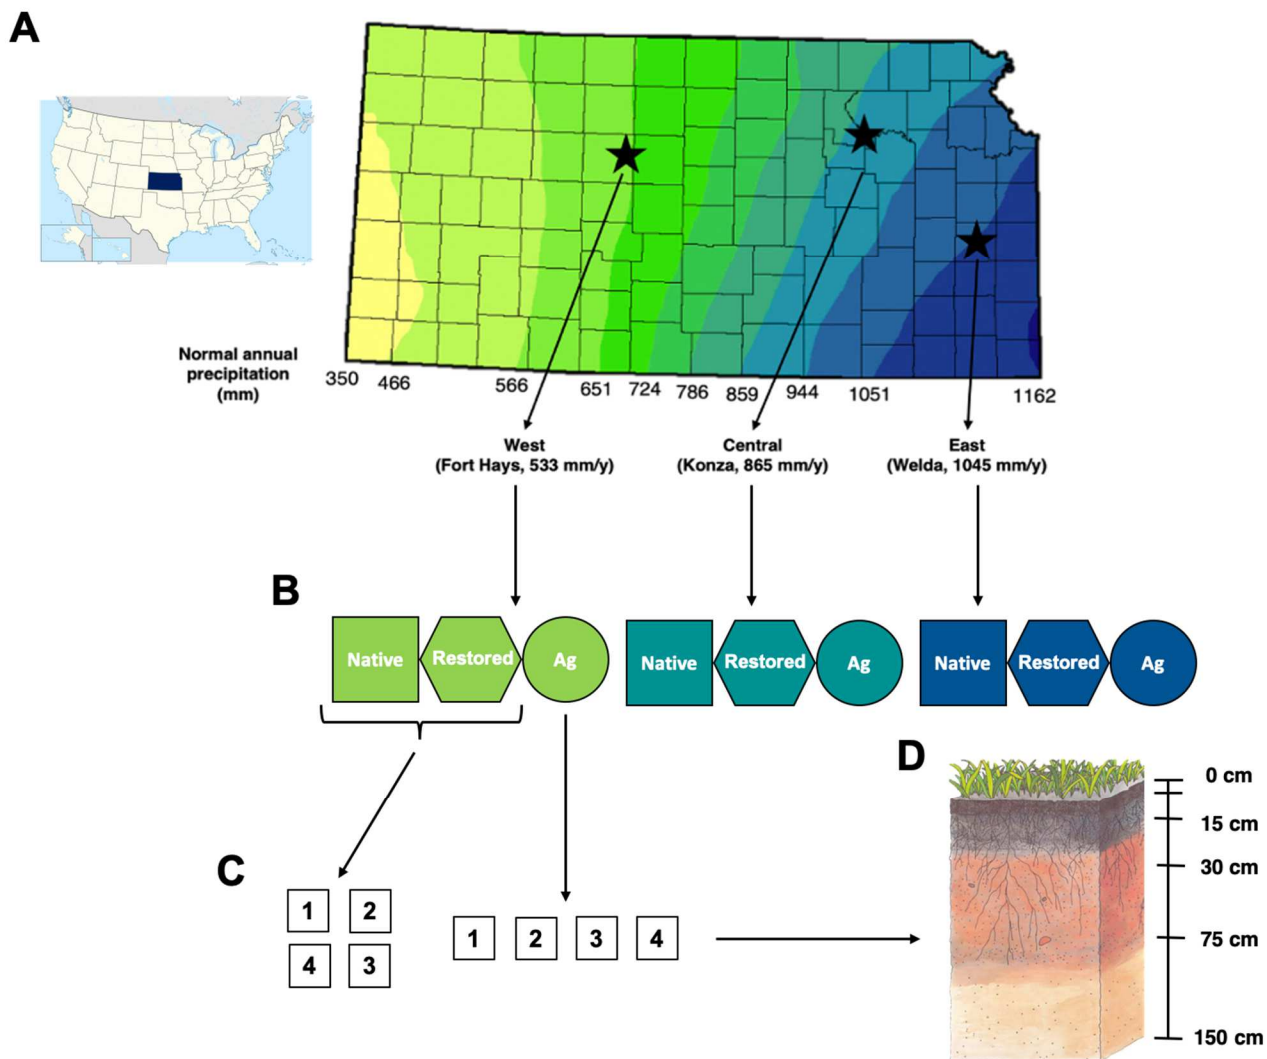 A
Normal annual
precipitation
(mm)
350 466 566 651 724 786 859 944 1051 1162
West
(Fort Hays, 533 mm/y)
Central
(Konza, 865 mm/y)
East
(Welda, 1045 mm/y)
B
Native Restored Ag Native Restored Ag Native Restored Ag
C
1 2
4 3
1 2 3 4
D
0 cm
15 cm
30 cm
75 cm
150 cm